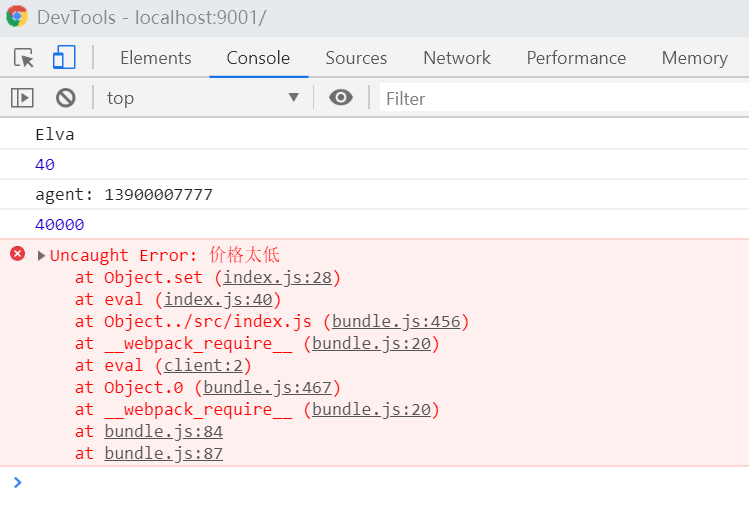 DevTools - localhost:9001/
Elements Console Sources Network Performance Memory
top Filter
Elva
40
agent: 13900007777
40000
Uncaught Error: 价格太低
at Object.set (index.js:28)
at eval (index.js:40)
at Object../src/index.js (bundle.js:456)
at __webpack_require__ (bundle.js:20)
at eval (client:2)
at Object.0 (bundle.js:467)
at __webpack_require__ (bundle.js:20)
at bundle.js:84
at bundle.js:87